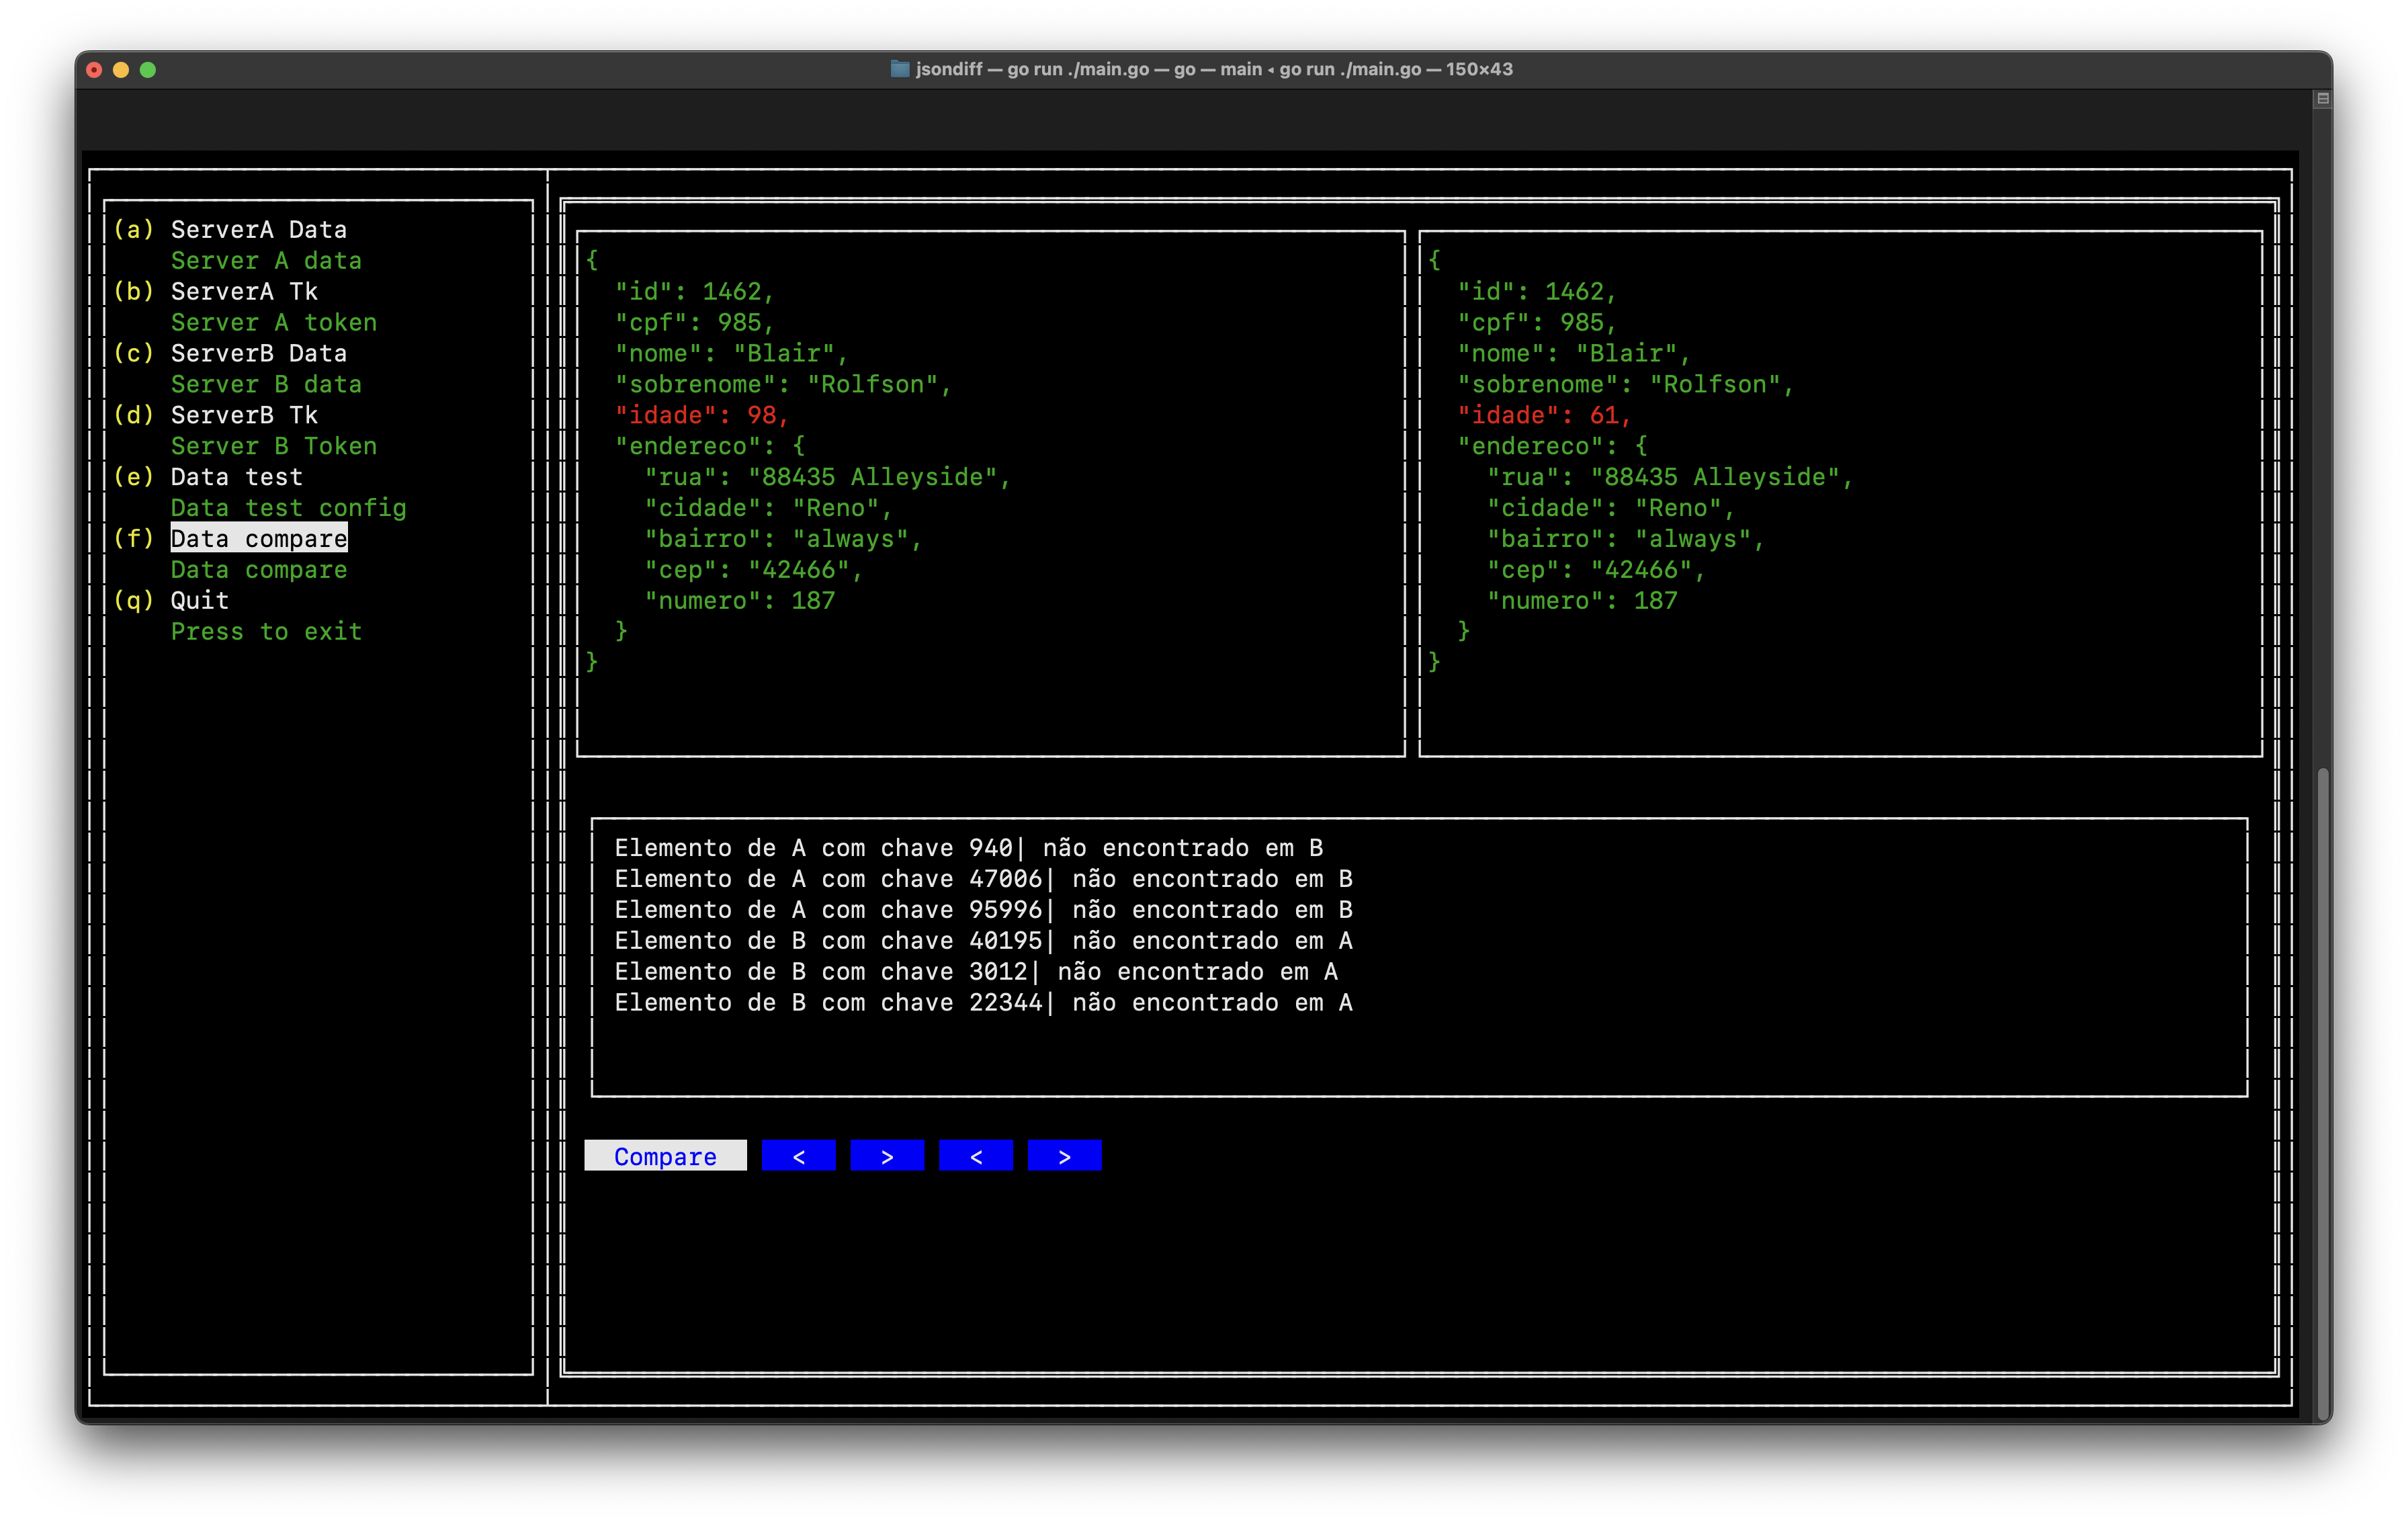 jsondiff — go run ./main.go — go — main ◂ go run ./main.go — 150×43
(a) ServerA Data
Server A data
(b) ServerA Tk
Server A token
(c) ServerB Data
Server B data
(d) ServerB Tk
Server B Token
(e) Data test
Data test config
(f) Data compare
Data compare
(q) Quit
Press to exit
{
"id": 1462,
"cpf": 985,
"nome": "Blair",
"sobrenome": "Rolfson",
"idade": 98,
"endereco": {
"rua": "88435 Alleyside",
"cidade": "Reno",
"bairro": "always",
"cep": "42466",
"numero": 187
}
}
{
"id": 1462,
"cpf": 985,
"nome": "Blair",
"sobrenome": "Rolfson",
"idade": 61,
"endereco": {
"rua": "88435 Alleyside",
"cidade": "Reno",
"bairro": "always",
"cep": "42466",
"numero": 187
}
}
Elemento de A com chave 940| não encontrado em B
Elemento de A com chave 47006| não encontrado em B
Elemento de A com chave 95996| não encontrado em B
Elemento de B com chave 40195| não encontrado em A
Elemento de B com chave 3012| não encontrado em A
Elemento de B com chave 22344| não encontrado em A
Compare < > < >